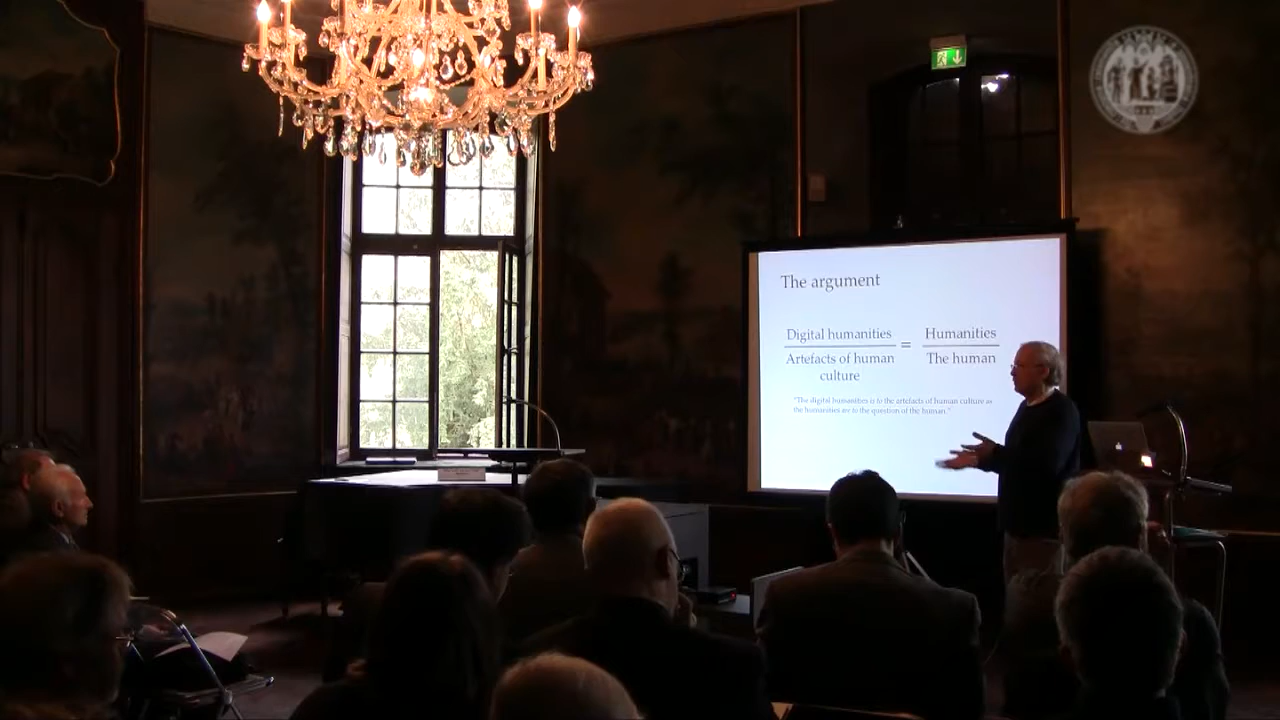 The argument
Digital humanities
Artefacts of human
culture
=
Humanities
The human
"The digital humanities is to the artefacts of human culture as
the humanities are to the question of the human."